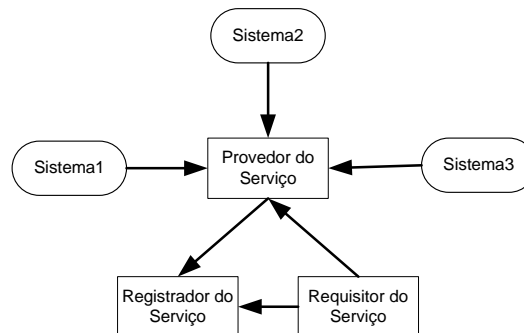 Sistema2
Sistema1
Provedor do
Serviço
Sistema3
Registrador do
Serviço
Requisitor do
Serviço